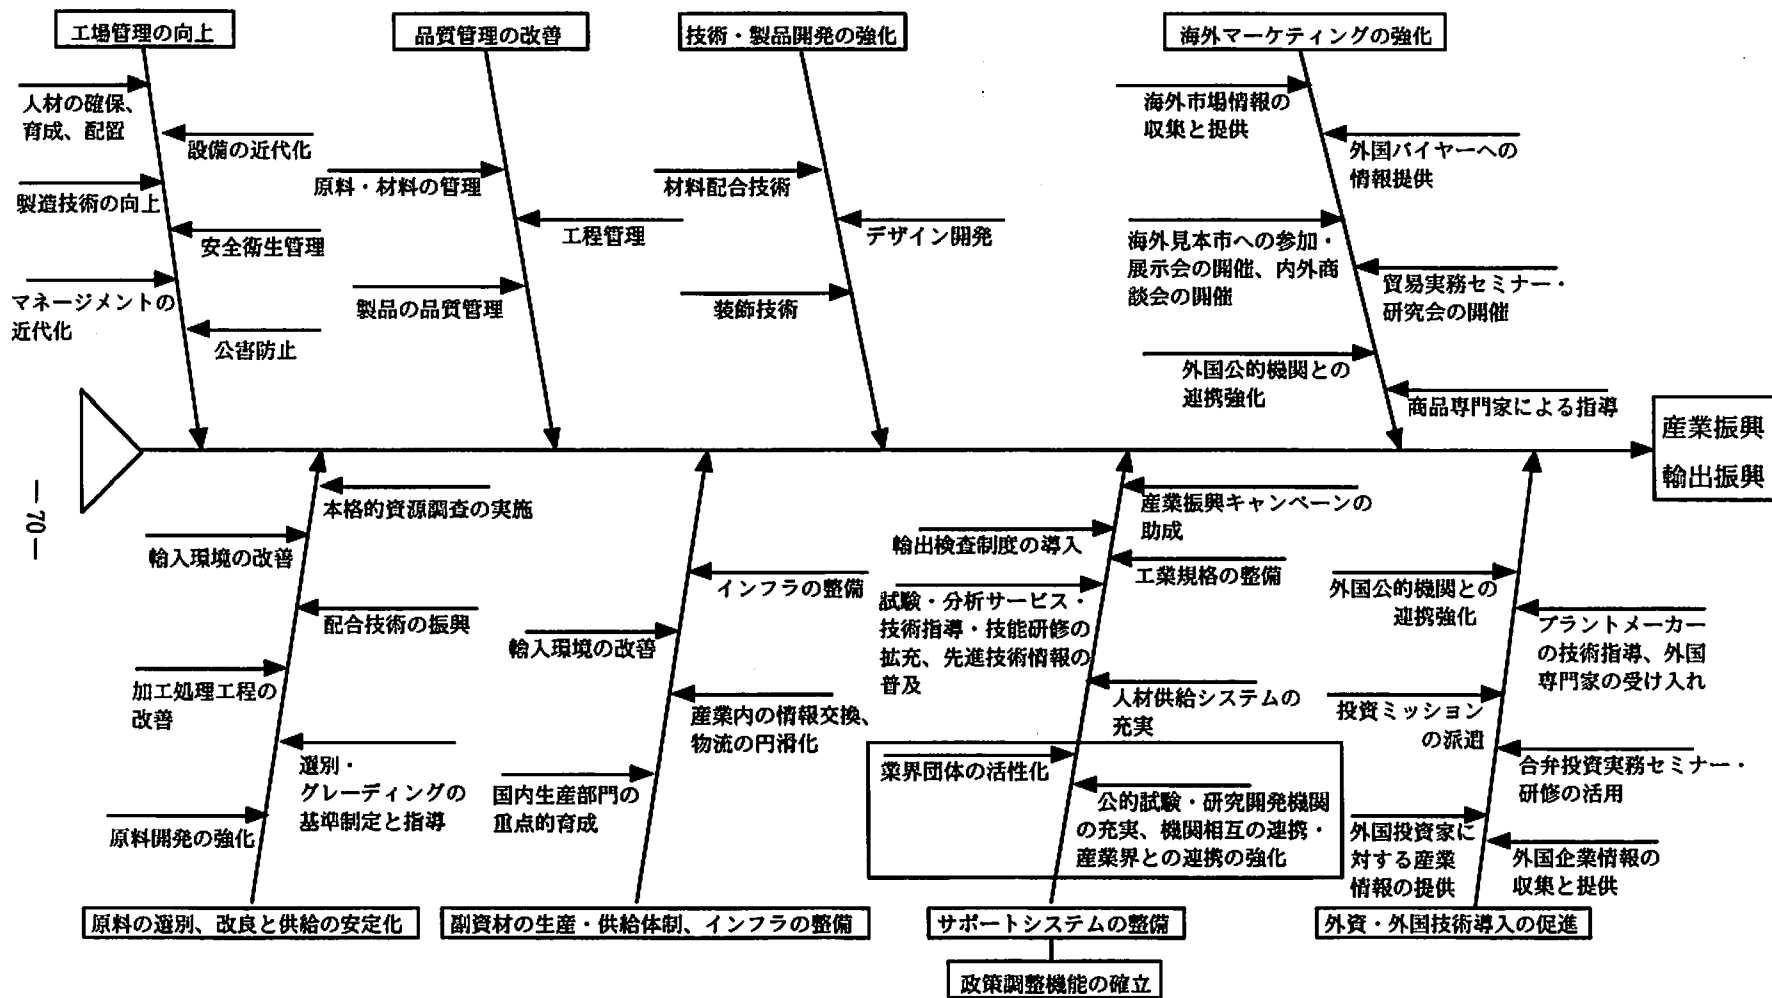 工場管理の向上
人材の確保、
育成、配置
設備の近代化
製造技術の向上
安全衛生管理
マネージメントの
近代化
公害防止
品質管理の改善
原料・材料の管理
工程管理
製品の品質管理
技術・製品開発の強化
材料配合技術
デザイン開発
装飾技術
海外マーケティングの強化
海外市場情報の
収集と提供
外国バイヤーへの
情報提供
海外見本市への参加・
展示会の開催、内外商
談会の開催
貿易実務セミナー・
研究会の開催
外国公的機関との
連携強化
商品専門家による指導
産業振興
輸出振興
— 70 —
本格的資源調査の実施
輸入環境の改善
配合技術の振興
加工処理工程の
改善
選別・
グレーディングの
基準制定と指導
原料開発の強化
原料の選別、改良と供給の安定化
インフラの整備
輸入環境の改善
産業内の情報交換、
物流の円滑化
国内生産部門の
重点的育成
副資材の生産・供給体制、インフラの整備
産業振興キャンペーンの
助成
輸出検査制度の導入
工業規格の整備
試験・分析サービス・
技術指導・技能研修の
拡充、先進技術情報の
普及
人材供給システムの
充実
業界団体の活性化
公的試験・研究開発機関
の充実、機関相互の連携・
産業界との連携の強化
サポートシステムの整備
政策調整機能の確立
外国公的機関との
連携強化
プラントメーカー
の技術指導、外国
専門家の受け入れ
投資ミッション
の派遣
合弁投資実務セミナー・
研修の活用
外国投資家に
対する産業
情報の提供
外国企業情報の
収集と提供
外資・外国技術導入の促進